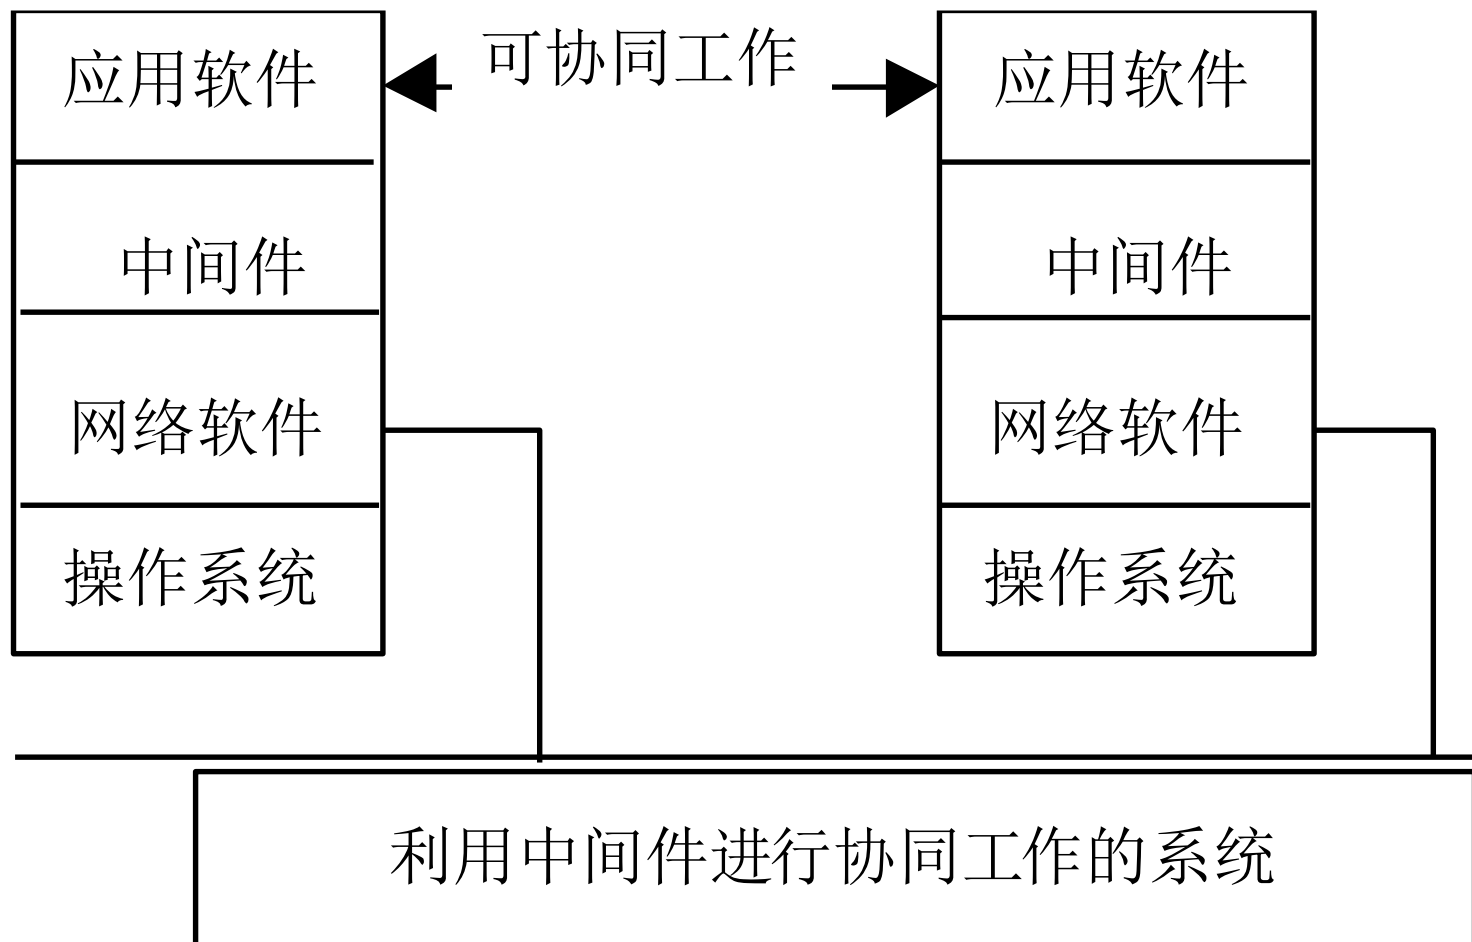 可协同工作
应用软件
中间件
网络软件
操作系统
应用软件
中间件
网络软件
操作系统
利用中间件进行协同工作的系统